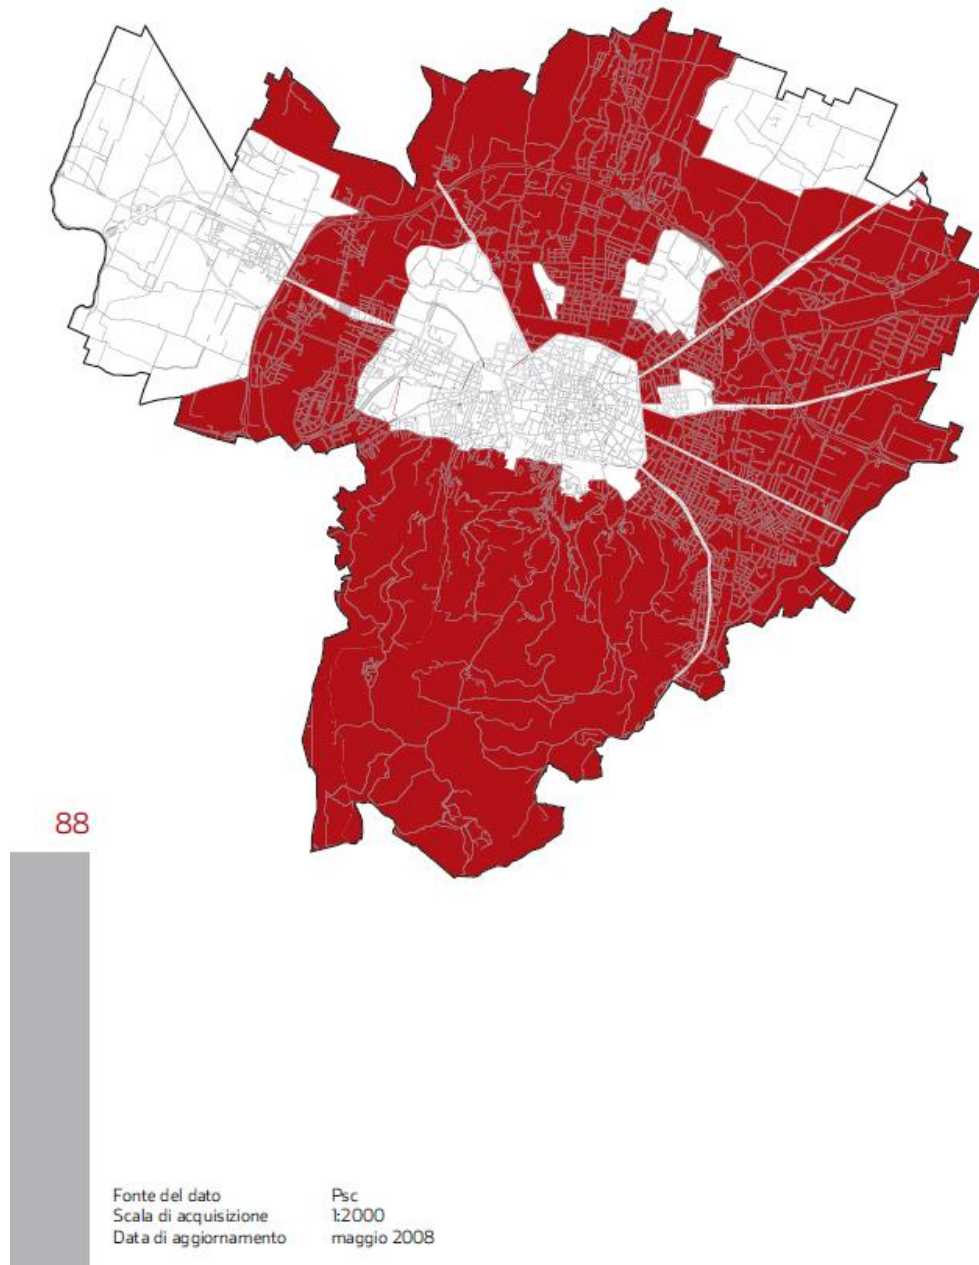 88
Fonte del dato Psc
Scala di acquisizione 1:2000
Data di aggiornamento maggio 2008